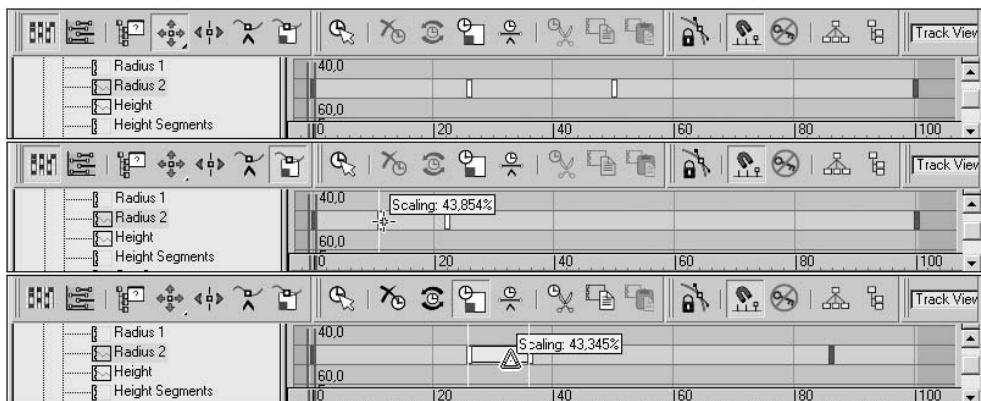 Track View
Radius 1
40,0
Radius 2
Height
60,0
Height Segments
0 20 40 60 80 100
Track View
Radius 1
40,0
Scaling: 43,854%
Radius 2
Height
60,0
Height Segments
0 20 40 60 80 100
Track View
Radius 1
40,0
Scaling: 43,345%
Radius 2
Height
60,0
Height Segments
0 20 40 60 80 100